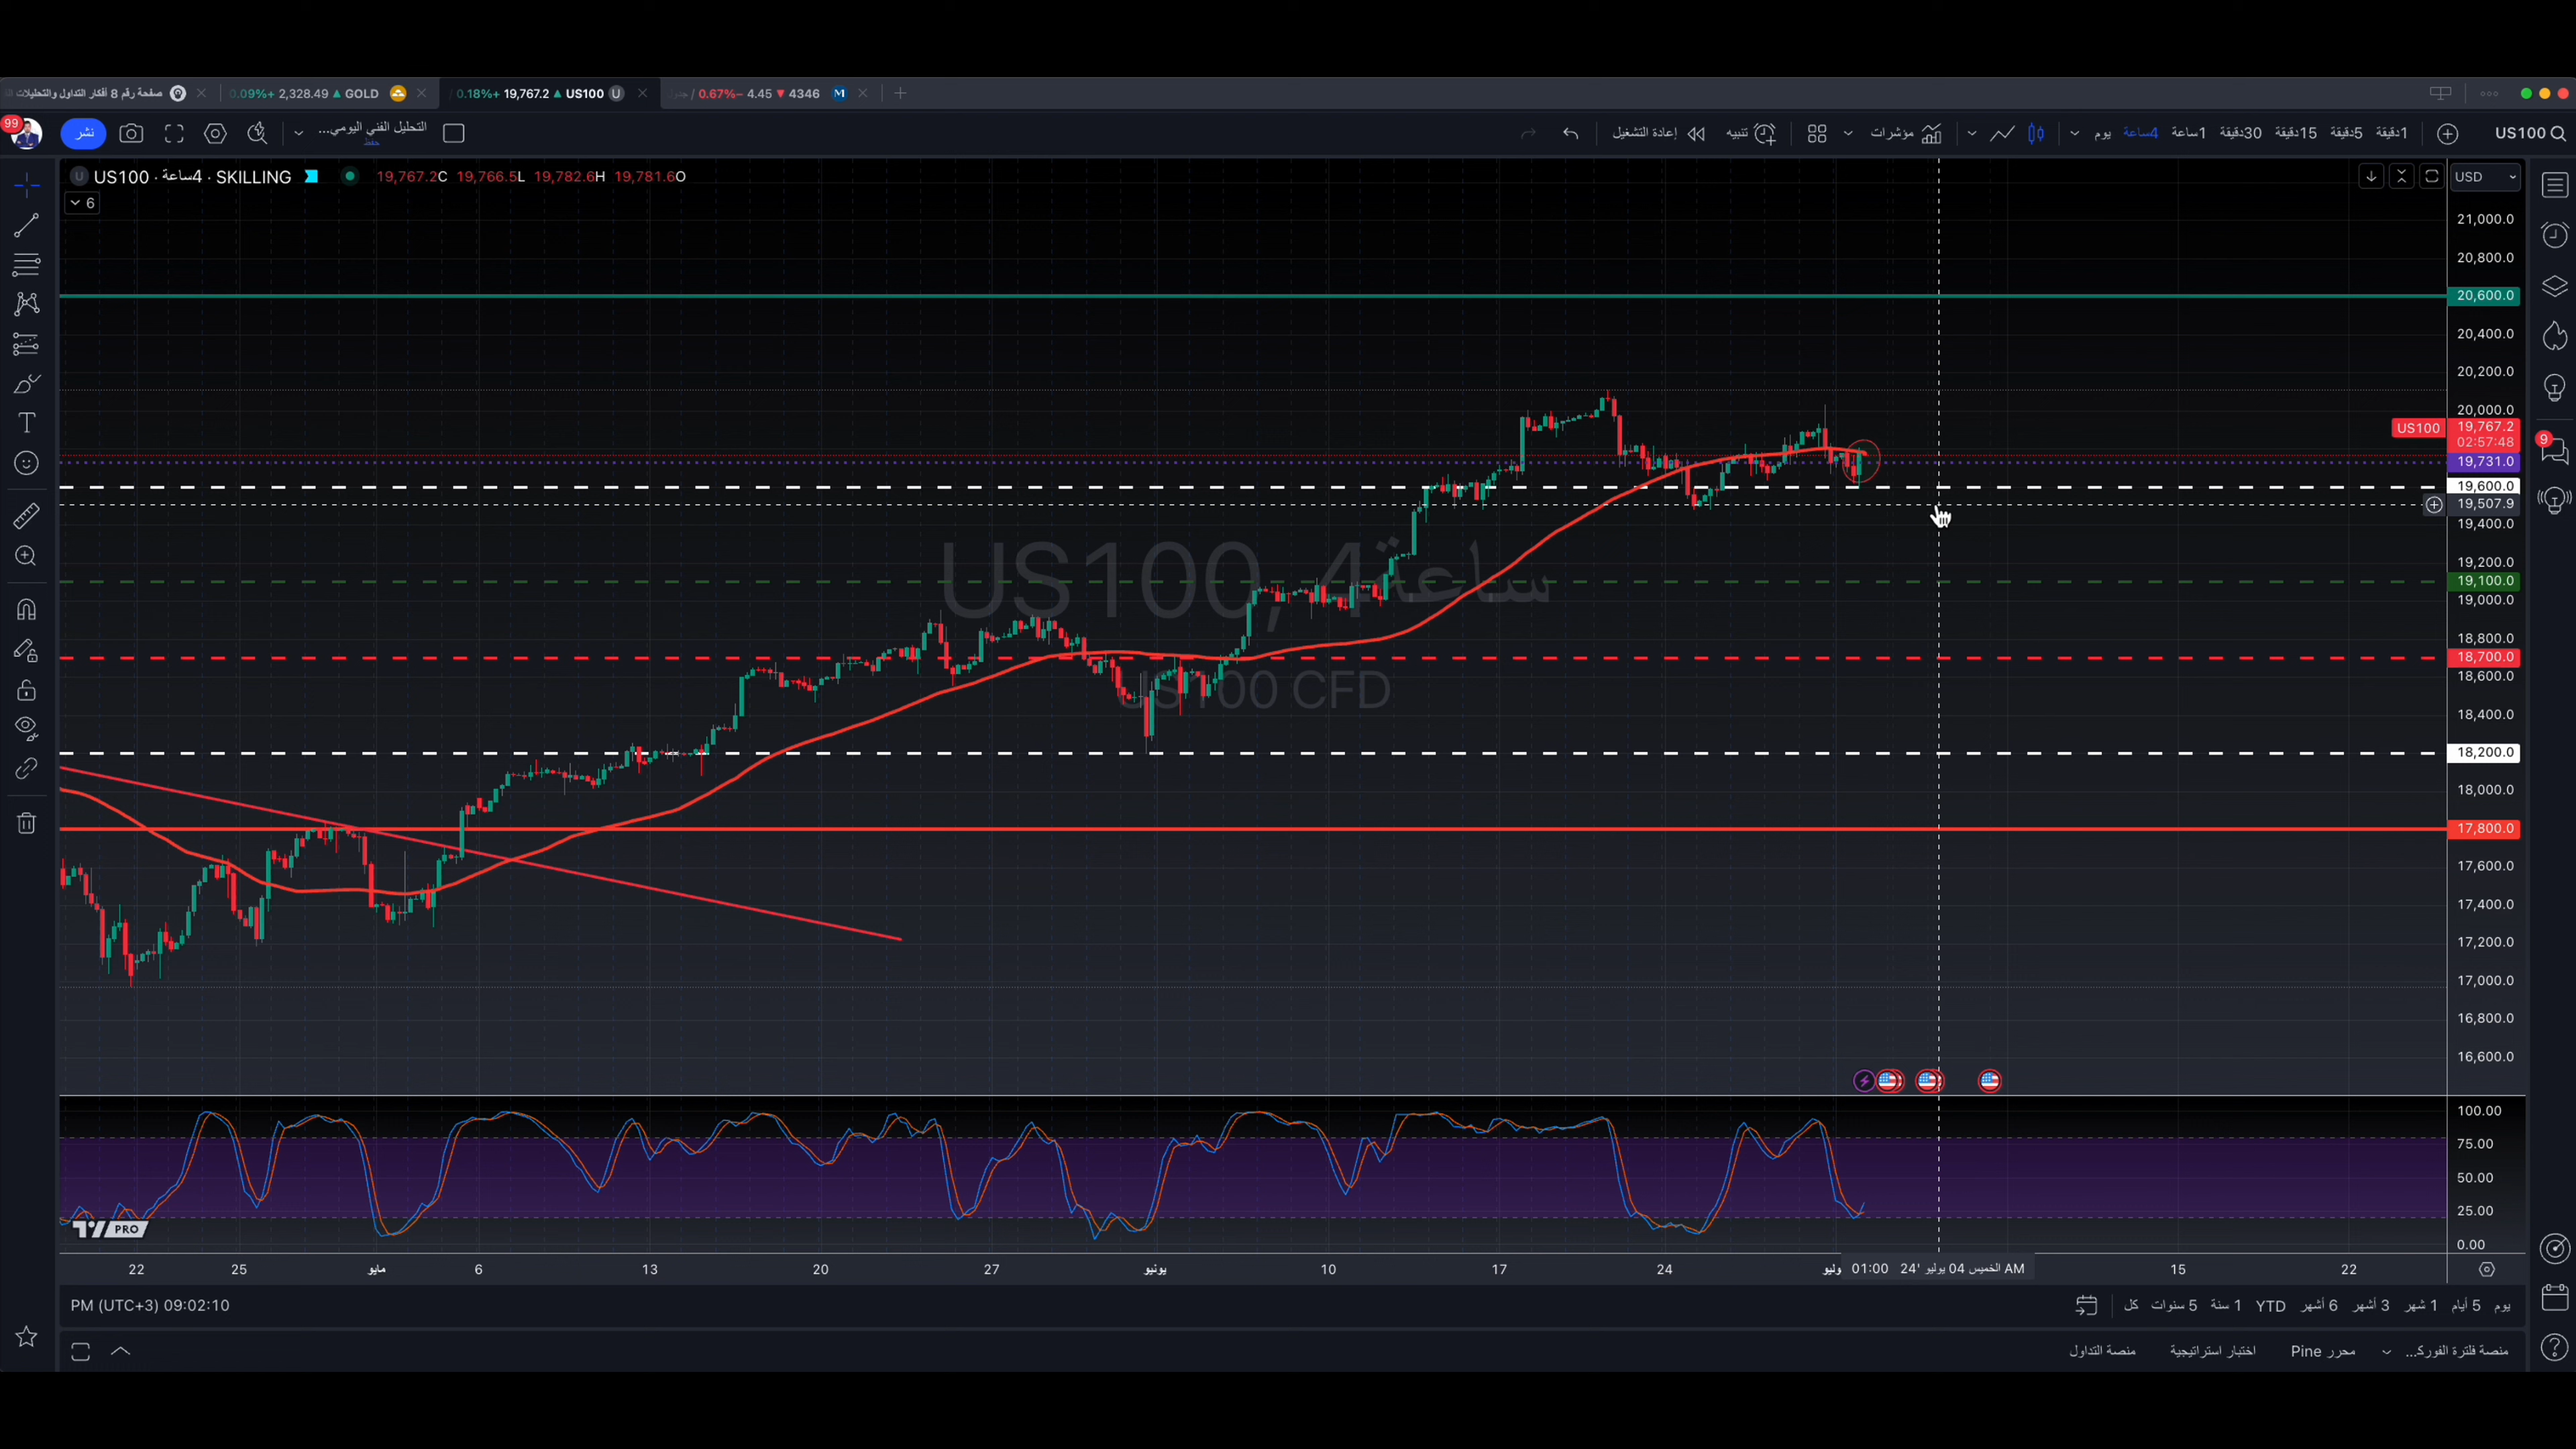 صفحة رقم 8 أفكار التداول والتحليلات
0.09%+ 2,328.49 ▲ GOLD
0.18%+ 19,767.2 ▲ US100 U
/ 0.67%− 4.45 ▼ 4346 M
99
نشر
التحليل الفني اليومي...
حفظ
إعادة التشغيل
تنبيه
مؤشرات
يوم
4ساعة
1ساعة
30دقيقة
15دقيقة
5دقيقة
1دقيقة
US100
U US100 · 4ساعة · SKILLING
19,767.2C 19,766.5L 19,782.6H 19,781.6O
6
USD
21,000.0
20,800.0
20,600.0
20,400.0
20,200.0
20,000.0
US100 19,767.2
02:57:48
19,731.0
19,600.0
19,507.9
19,400.0
19,200.0
19,100.0
19,000.0
18,800.0
18,700.0
18,600.0
18,400.0
18,200.0
18,000.0
17,800.0
17,600.0
17,400.0
17,200.0
17,000.0
16,800.0
16,600.0
US100, 4ساعة
US100 CFD
9
100.00
75.00
50.00
25.00
0.00
PRO
22 25 مايو 6 13 20 27 يونيو 10 17 24
01:00 24' الخميس 04 يوليو AM
15 22
PM (UTC+3) 09:02:10
يوم
5 أيام
1 شهر
3 أشهر
6 أشهر
YTD
1 سنة
5 سنوات
كل
منصة فلترة الفورك...
محرر Pine
اختبار استراتيجية
منصة التداول